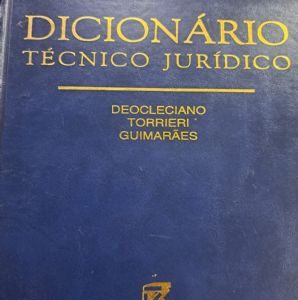 DICIONÁRIO
TÉCNICO JURÍDICO
DEOCLECIANO
TORRIERI
GUIMARÃES